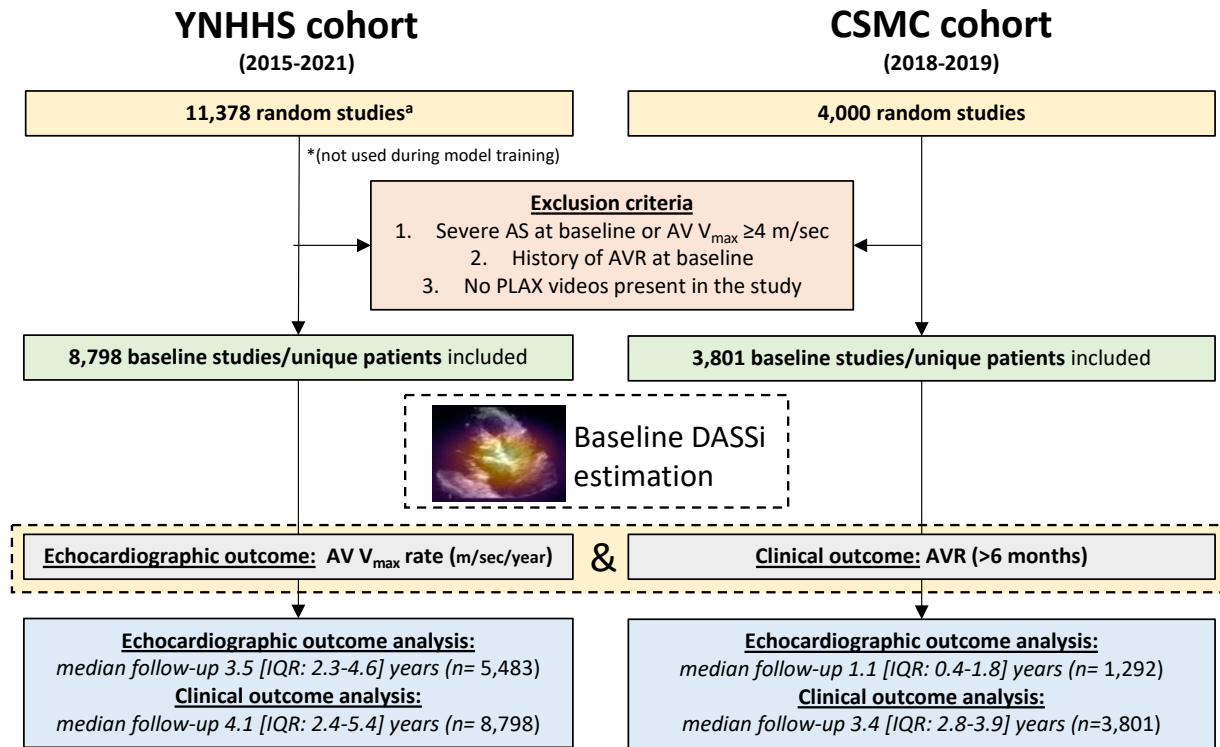 YNHHS cohort
(2015-2021)
CSMC cohort
(2018-2019)
11,378 random studiesᵃ
4,000 random studies
*(not used during model training)
Exclusion criteria
1. Severe AS at baseline or AV Vmax ≥4 m/sec
2. History of AVR at baseline
3. No PLAX videos present in the study
8,798 baseline studies/unique patients included
3,801 baseline studies/unique patients included
Baseline DASSi
estimation
Echocardiographic outcome: AV Vmax rate (m/sec/year)
&
Clinical outcome: AVR (>6 months)
Echocardiographic outcome analysis:
median follow-up 3.5 [IQR: 2.3-4.6] years (n= 5,483)
Clinical outcome analysis:
median follow-up 4.1 [IQR: 2.4-5.4] years (n= 8,798)
Echocardiographic outcome analysis:
median follow-up 1.1 [IQR: 0.4-1.8] years (n= 1,292)
Clinical outcome analysis:
median follow-up 3.4 [IQR: 2.8-3.9] years (n=3,801)